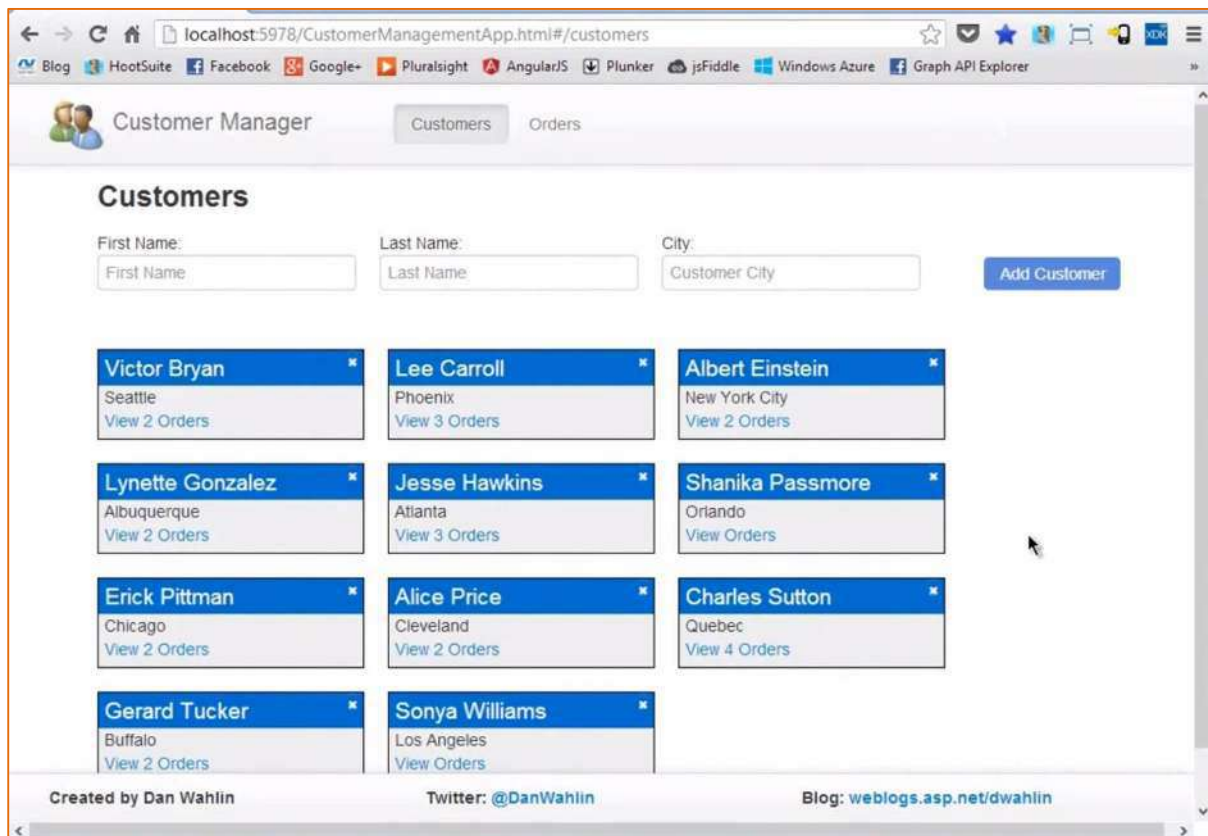 localhost:5978/CustomerManagementApp.html#/customers
XDK
Blog HootSuite Facebook Google+ Pluralsight AngularJS Plunker jsFiddle Windows Azure Graph API Explorer »
Customer Manager Customers Orders
Customers
First Name: Last Name: City:
First Name Last Name Customer City Add Customer
Victor Bryan Lee Carroll Albert Einstein
Seattle Phoenix New York City
View 2 Orders View 3 Orders View 2 Orders
Lynette Gonzalez Jesse Hawkins Shanika Passmore
Albuquerque Atlanta Orlando
View 2 Orders View 3 Orders View Orders
Erick Pittman Alice Price Charles Sutton
Chicago Cleveland Quebec
View 2 Orders View 2 Orders View 4 Orders
Gerard Tucker Sonya Williams
Buffalo Los Angeles
View 2 Orders View Orders
Created by Dan Wahlin Twitter: @DanWahlin Blog: weblogs.asp.net/dwahlin